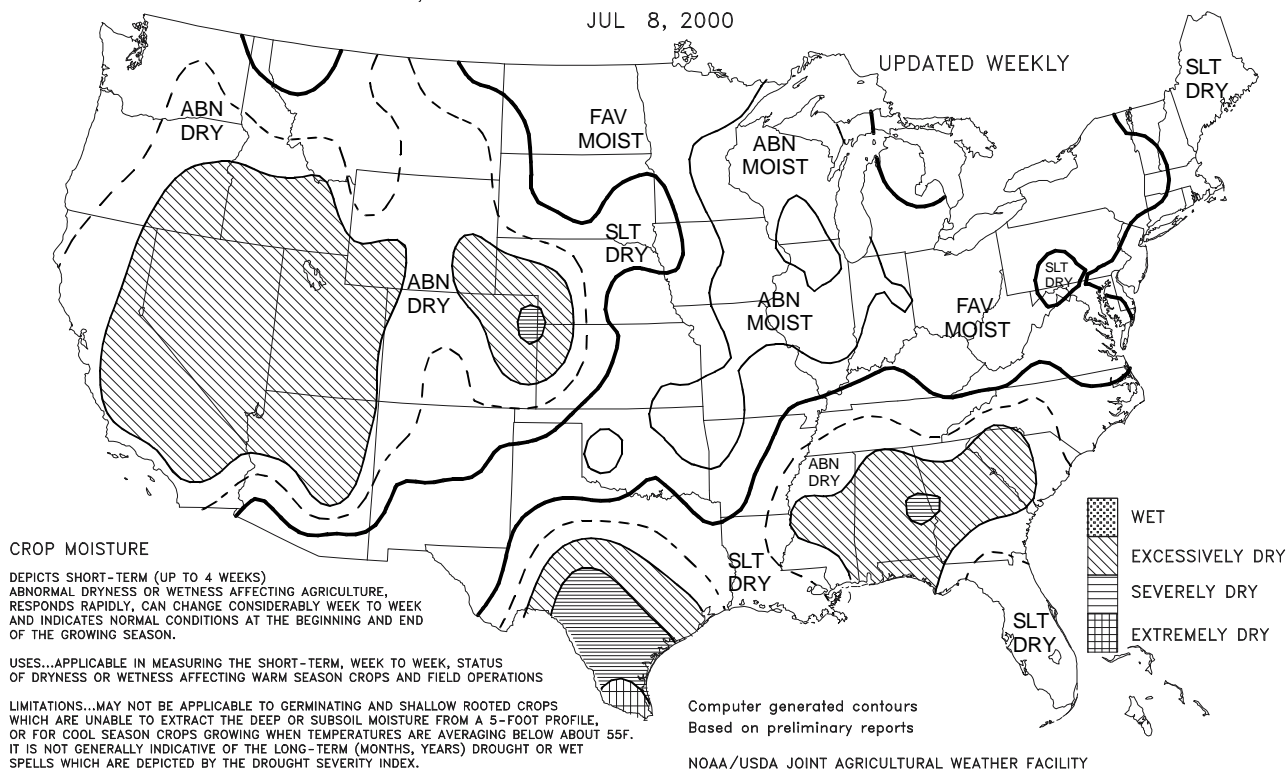 JUL 8, 2000
UPDATED WEEKLY
SLT
DRY
ABN
DRY
FAV
MOIST
ABN
MOIST
SLT
DRY
ABN
DRY
SLT
DRY
ABN
MOIST
FAV
MOIST
ABN
DRY
SLT
DRY
SLT
DRY
WET
EXCESSIVELY DRY
SEVERELY DRY
EXTREMELY DRY
CROP MOISTURE
DEPICTS SHORT-TERM (UP TO 4 WEEKS)
ABNORMAL DRYNESS OR WETNESS AFFECTING AGRICULTURE,
RESPONDS RAPIDLY, CAN CHANGE CONSIDERABLY WEEK TO WEEK
AND INDICATES NORMAL CONDITIONS AT THE BEGINNING AND END
OF THE GROWING SEASON.
USES...APPLICABLE IN MEASURING THE SHORT-TERM, WEEK TO WEEK, STATUS
OF DRYNESS OR WETNESS AFFECTING WARM SEASON CROPS AND FIELD OPERATIONS
LIMITATIONS...MAY NOT BE APPLICABLE TO GERMINATING AND SHALLOW ROOTED CROPS
WHICH ARE UNABLE TO EXTRACT THE DEEP OR SUBSOIL MOISTURE FROM A 5-FOOT PROFILE,
OR FOR COOL SEASON CROPS GROWING WHEN TEMPERATURES ARE AVERAGING BELOW ABOUT 55F.
IT IS NOT GENERALLY INDICATIVE OF THE LONG-TERM (MONTHS, YEARS) DROUGHT OR WET
SPELLS WHICH ARE DEPICTED BY THE DROUGHT SEVERITY INDEX.
Computer generated contours
Based on preliminary reports
NOAA/USDA JOINT AGRICULTURAL WEATHER FACILITY